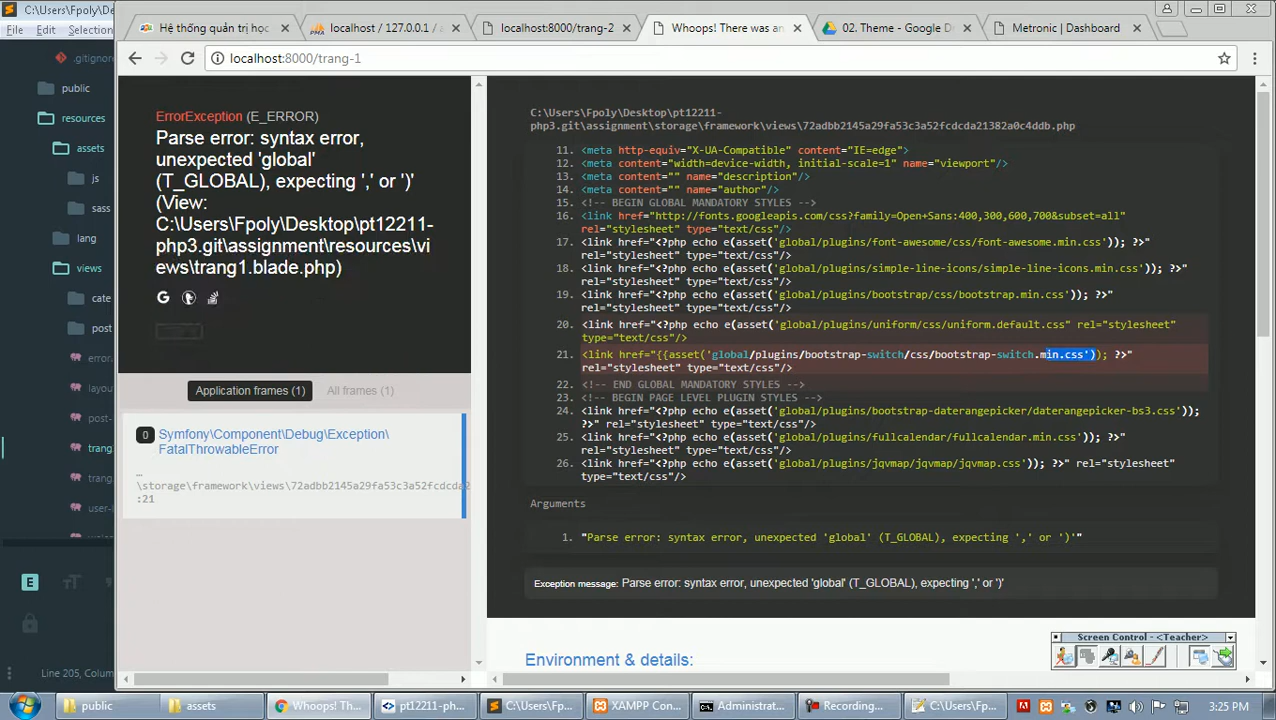 C:\Users\Fpoly\Desktop\
File Edit Selection
Hệ thống quản trị học
localhost / 127.0.0.1 /
localhost:8000/trang-2
Whoops! There was an
02. Theme - Google D
Metronic | Dashboard
localhost:8000/trang-1
.gitignor
public
resources
assets
js
sass
lang
views
cate
post
error.
layou
post-
trang
trang.
user-l
Line 205, Colum
ErrorException (E_ERROR)
Parse error: syntax error,
unexpected 'global'
(T_GLOBAL), expecting ',' or ')'
(View:
C:\Users\Fpoly\Desktop\pt12211-
php3.git\assignment\resources\vi
ews\trang1.blade.php)
Application frames (1)
All frames (1)
0
Symfony\Component\Debug\Exception\
FatalThrowableError
…
\storage\framework\views\72adbb2145a29fa53c3a52fcdcda2
:21
C:\Users\Fpoly\Desktop\pt12211-
php3.git\assignment\storage\framework\views\72adbb2145a29fa53c3a52fcdcda21382a0c4ddb.php
11. <meta http-equiv="X-UA-Compatible" content="IE=edge">
12. <meta content="width=device-width, initial-scale=1" name="viewport"/>
13. <meta content="" name="description"/>
14. <meta content="" name="author"/>
15. <!-- BEGIN GLOBAL MANDATORY STYLES -->
16. <link href="http://fonts.googleapis.com/css?family=Open+Sans:400,300,600,700&subset=all"
rel="stylesheet" type="text/css"/>
17. <link href="<?php echo e(asset('global/plugins/font-awesome/css/font-awesome.min.css')); ?>"
rel="stylesheet" type="text/css"/>
18. <link href="<?php echo e(asset('global/plugins/simple-line-icons/simple-line-icons.min.css')); ?>"
rel="stylesheet" type="text/css"/>
19. <link href="<?php echo e(asset('global/plugins/bootstrap/css/bootstrap.min.css')); ?>"
rel="stylesheet" type="text/css"/>
20. <link href="<?php echo e(asset('global/plugins/uniform/css/uniform.default.css" rel="stylesheet"
type="text/css"/>
21. <link href="{{asset('global/plugins/bootstrap-switch/css/bootstrap-switch.min.css')); ?>"
rel="stylesheet" type="text/css"/>
22. <!-- END GLOBAL MANDATORY STYLES -->
23. <!-- BEGIN PAGE LEVEL PLUGIN STYLES -->
24. <link href="<?php echo e(asset('global/plugins/bootstrap-daterangepicker/daterangepicker-bs3.css'));
?>" rel="stylesheet" type="text/css"/>
25. <link href="<?php echo e(asset('global/plugins/fullcalendar/fullcalendar.min.css')); ?>"
rel="stylesheet" type="text/css"/>
26. <link href="<?php echo e(asset('global/plugins/jqvmap/jqvmap/jqvmap.css')); ?>" rel="stylesheet"
type="text/css"/>
Arguments
1. "Parse error: syntax error, unexpected 'global' (T_GLOBAL), expecting ',' or ')'"
Exception message: Parse error: syntax error, unexpected 'global' (T_GLOBAL), expecting ',' or ')'
Environment & details:
Screen Control - <Teacher>
public
assets
Whoops! T...
pt12211-ph...
C:\Users\Fp...
XAMPP Con...
Administrat...
Recording...
C:\Users\Fp...
3:25 PM